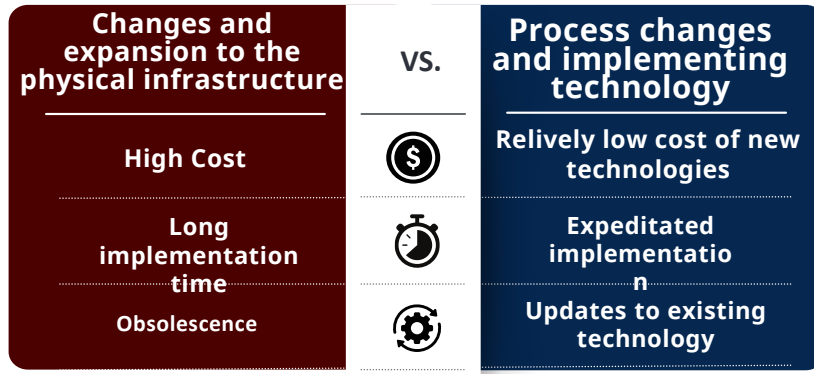 Changes and
expansion to the
physical infrastructure
vs.
Process changes
and implementing
technology
High Cost
$
Relively low cost of new
technologies
Long
implementation
time
Expeditated
implementatio
n
Obsolescence
Updates to existing
technology